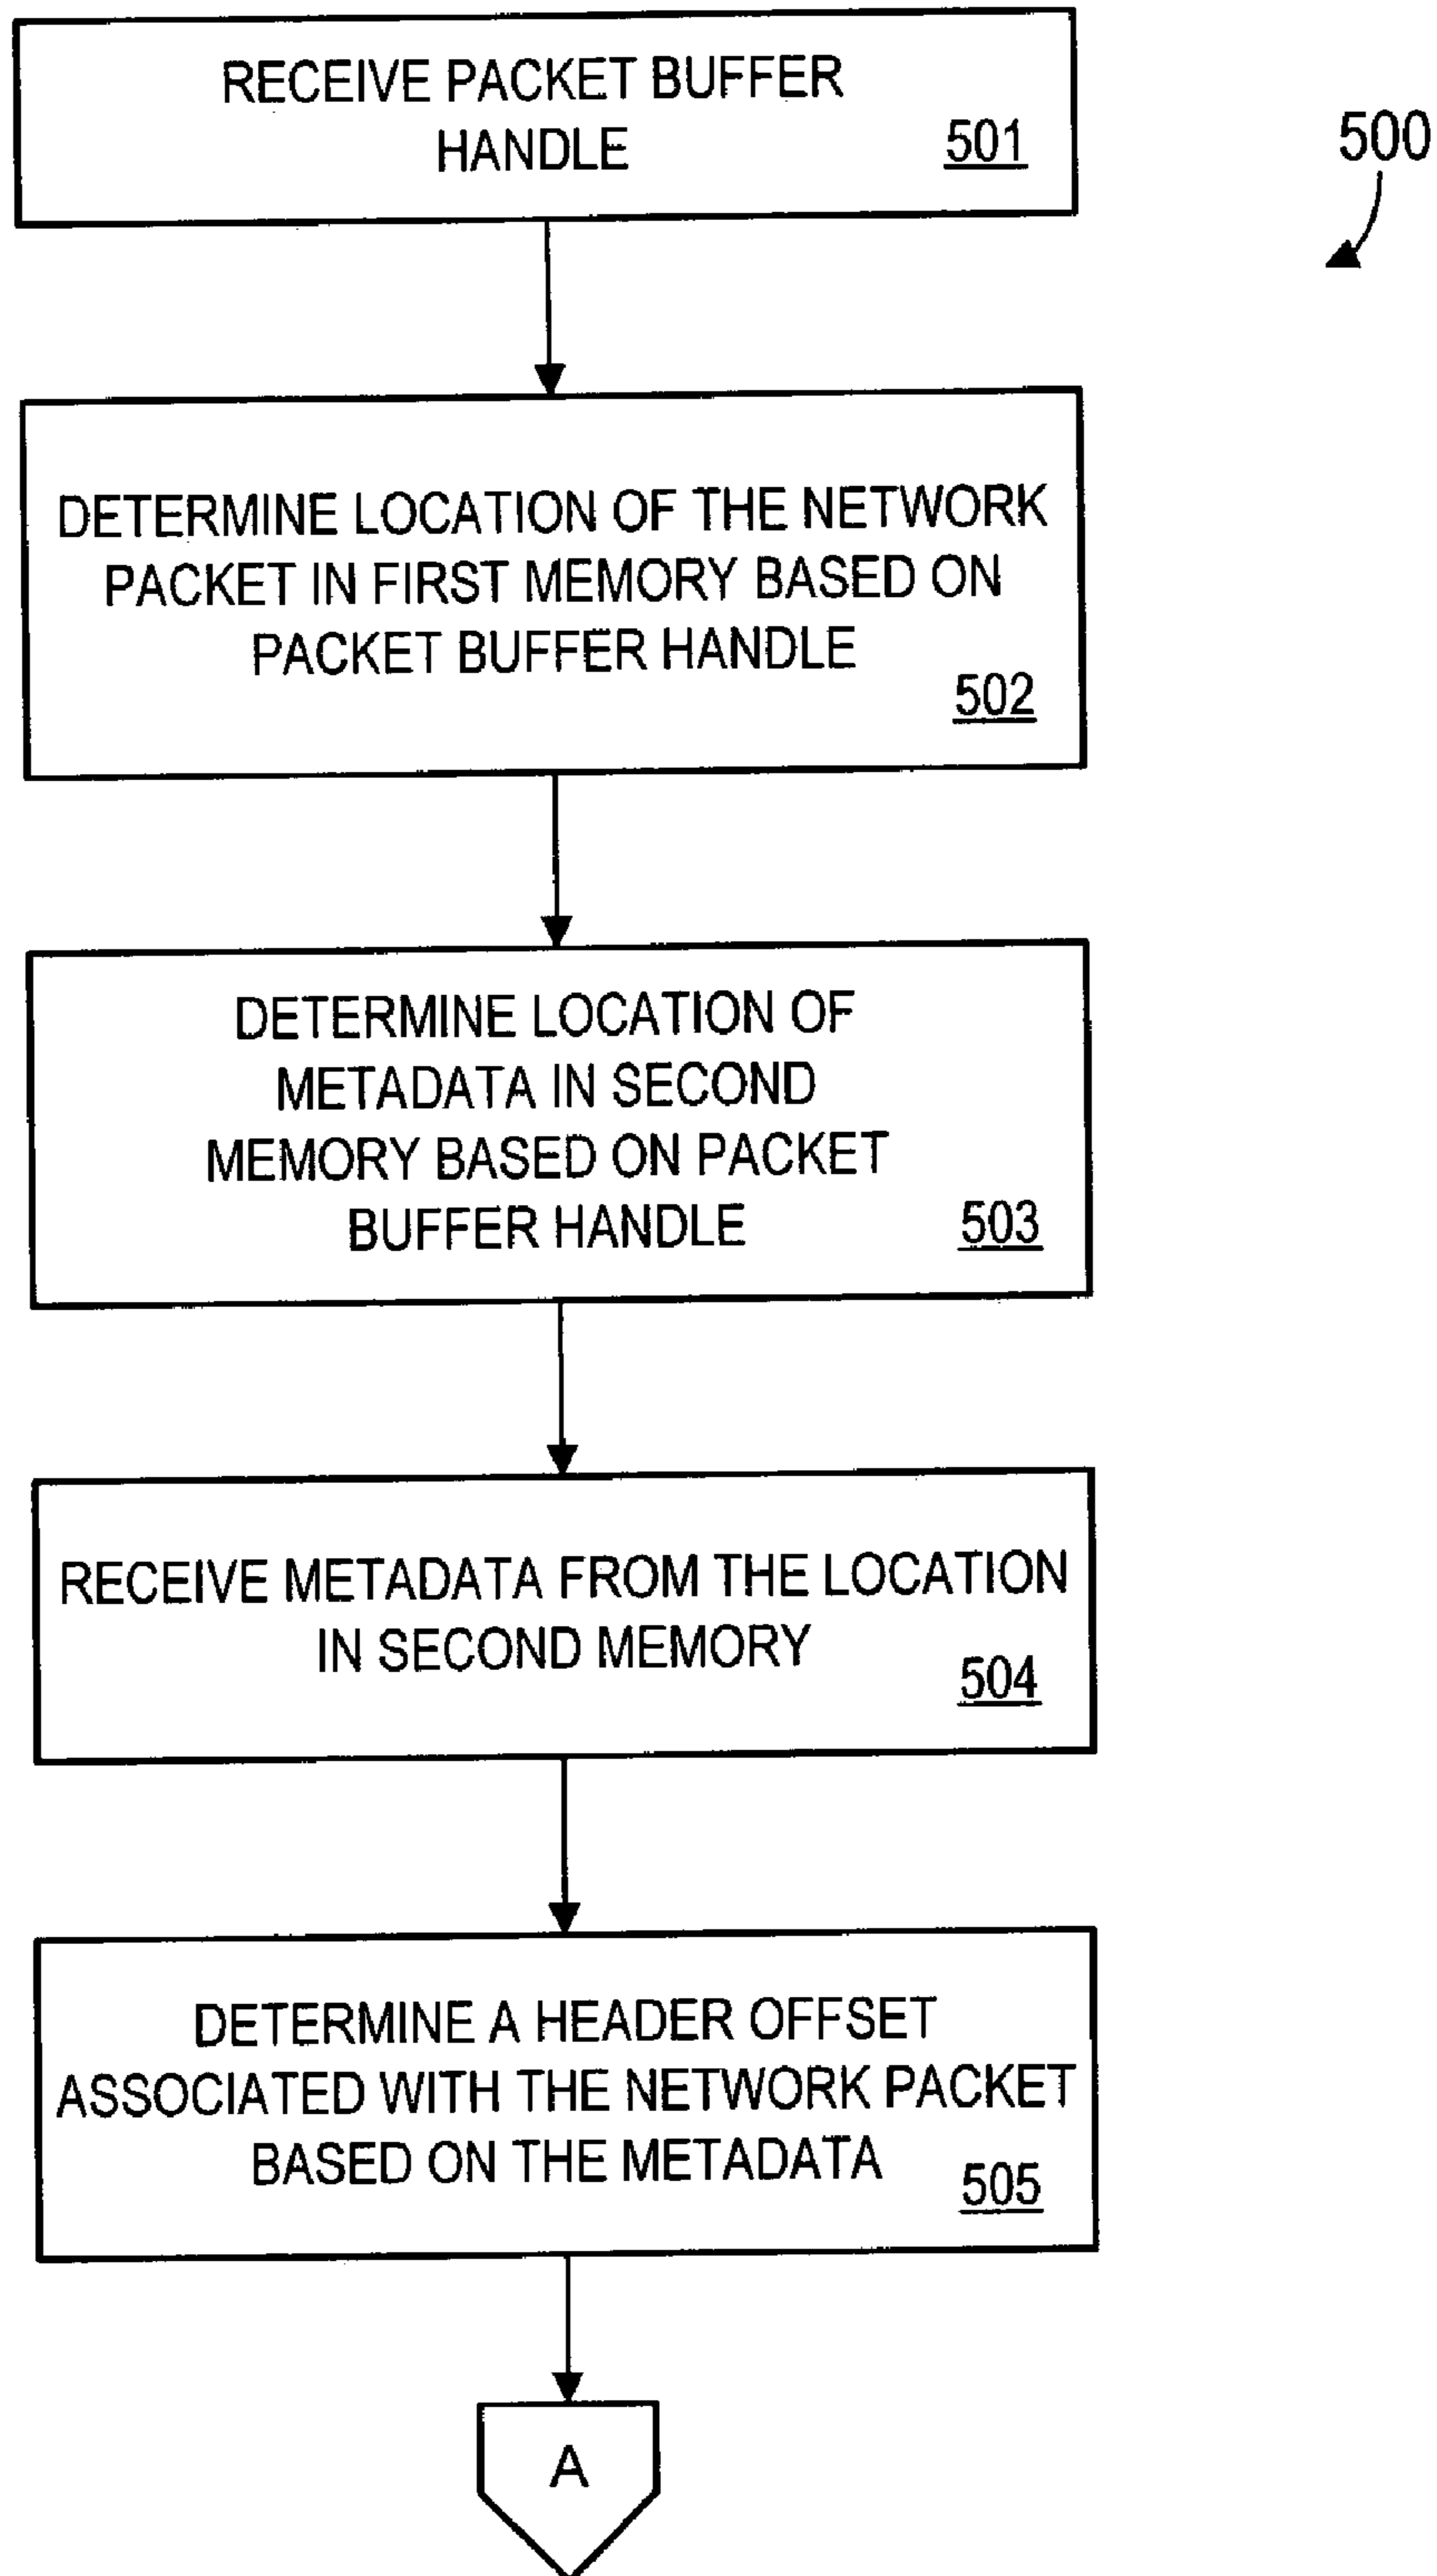 RECEIVE PACKET BUFFER
HANDLE
501
500
DETERMINE LOCATION OF THE NETWORK
PACKET IN FIRST MEMORY BASED ON
PACKET BUFFER HANDLE
502
DETERMINE LOCATION OF
METADATA IN SECOND
MEMORY BASED ON PACKET
BUFFER HANDLE
503
RECEIVE METADATA FROM THE LOCATION
IN SECOND MEMORY
504
DETERMINE A HEADER OFFSET
ASSOCIATED WITH THE NETWORK PACKET
BASED ON THE METADATA
505
A